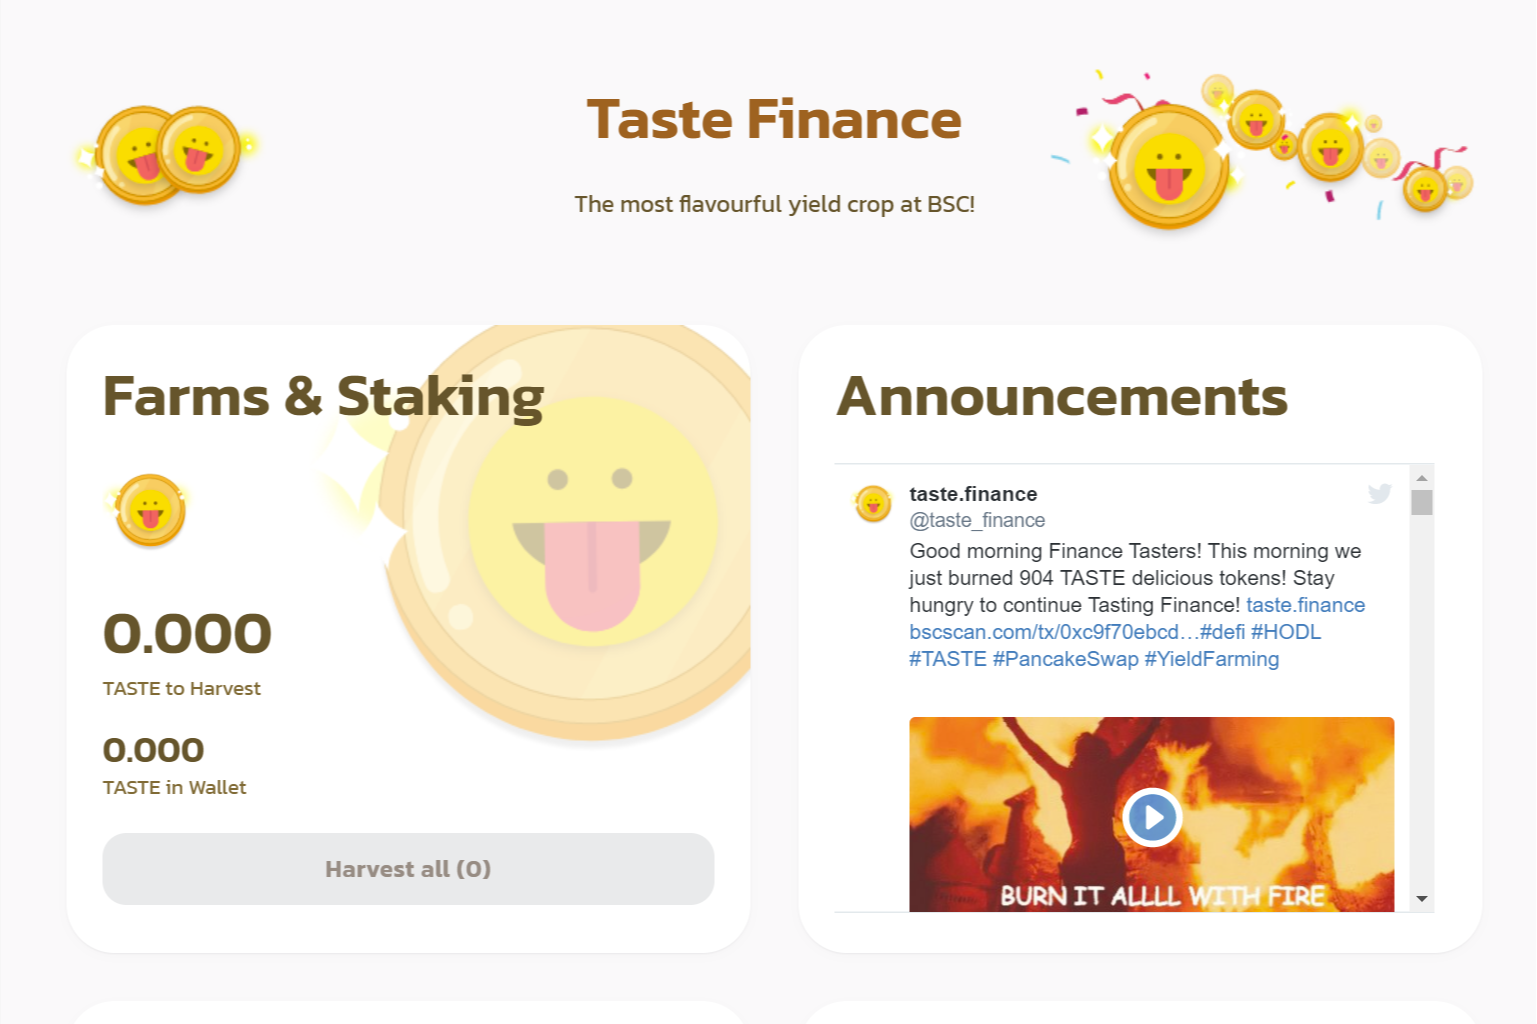 Taste Finance
The most flavourful yield crop at BSC!
Farms & Staking
0.000
TASTE to Harvest
0.000
TASTE in Wallet
Harvest all (0)
Announcements
taste.finance
@taste_finance
Good morning Finance Tasters! This morning we
just burned 904 TASTE delicious tokens! Stay
hungry to continue Tasting Finance! taste.finance
bscscan.com/tx/0xc9f70ebcd…#defi #HODL
#TASTE #PancakeSwap #YieldFarming
BURN IT ALLLL WITH FIRE